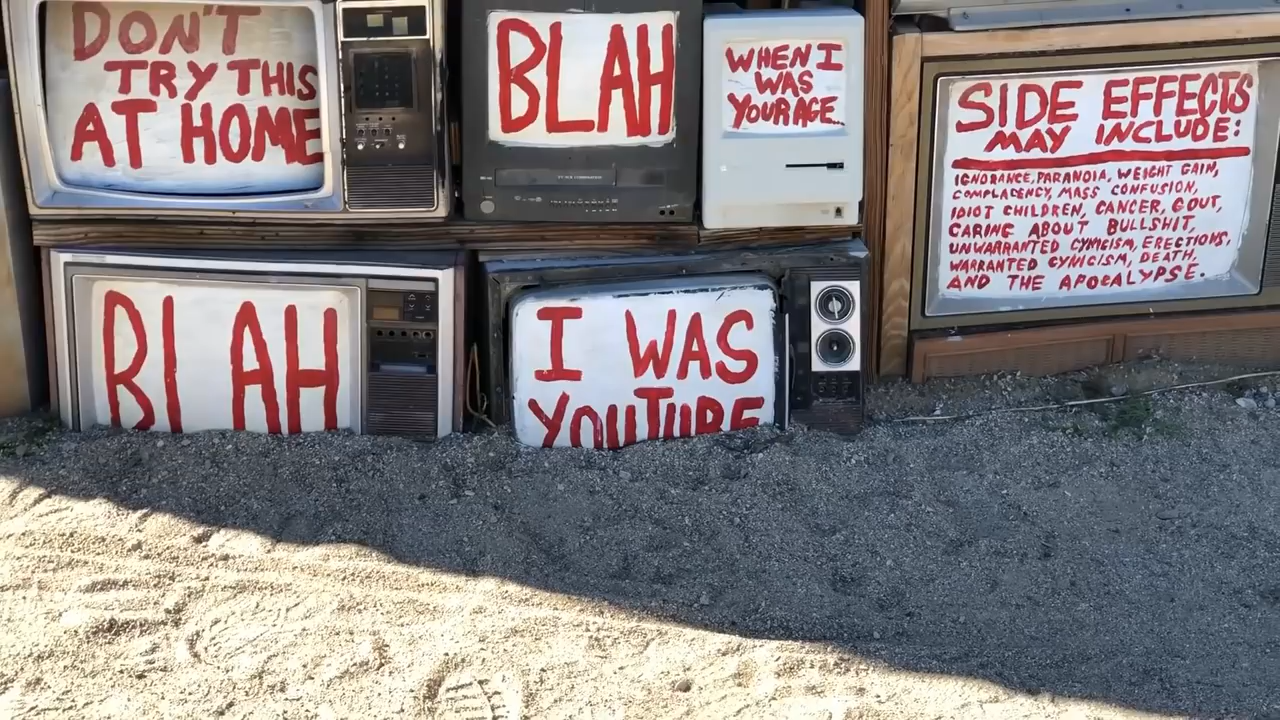 DON'T
TRY THIS
AT HOME
BLAH
WHEN I
WAS
YOUR AGE..
SIDE EFFECTS
MAY INCLUDE:
IGNORANCE, PARANOIA, WEIGHT GAIN,
COMPLACENCY, MASS CONFUSION,
IDIOT CHILDREN, CANCER, GOUT,
CARING ABOUT BULLSHIT,
UNWARRANTED CYNICISM, ERECTIONS,
WARRANTED CYNICISM, DEATH,
AND THE APOCALYPSE.
BLAH
I WAS
YOUTUBE